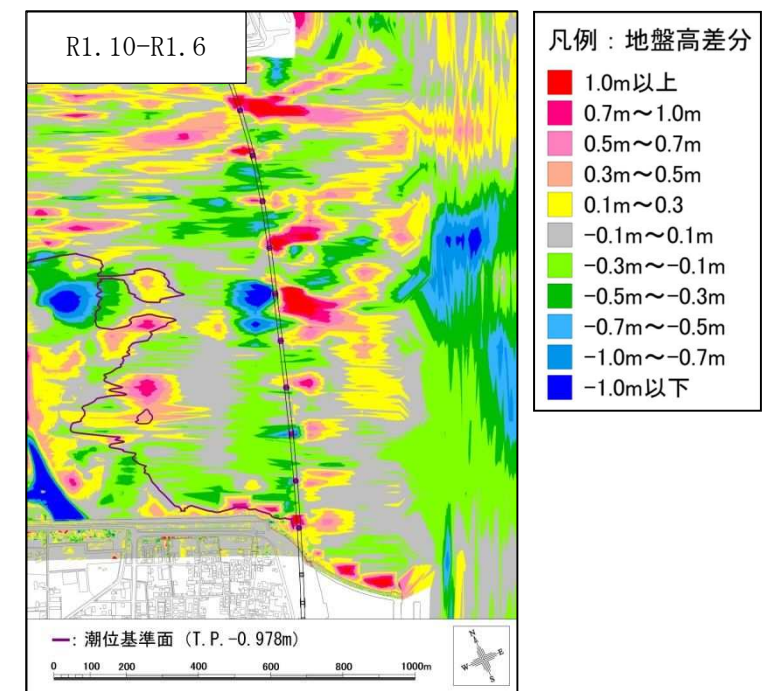 R1.10-R1.6
凡例：地盤高差分
1.0m以上
0.7m～1.0m
0.5m～0.7m
0.3m～0.5m
0.1m～0.3
-0.1m～0.1m
-0.3m～-0.1m
-0.5m～-0.3m
-0.7m～-0.5m
-1.0m～-0.7m
-1.0m以下
━: 潮位基準面 (T.P.-0.978m)
0 100 200 400 600 800 1000m
N
W E
S